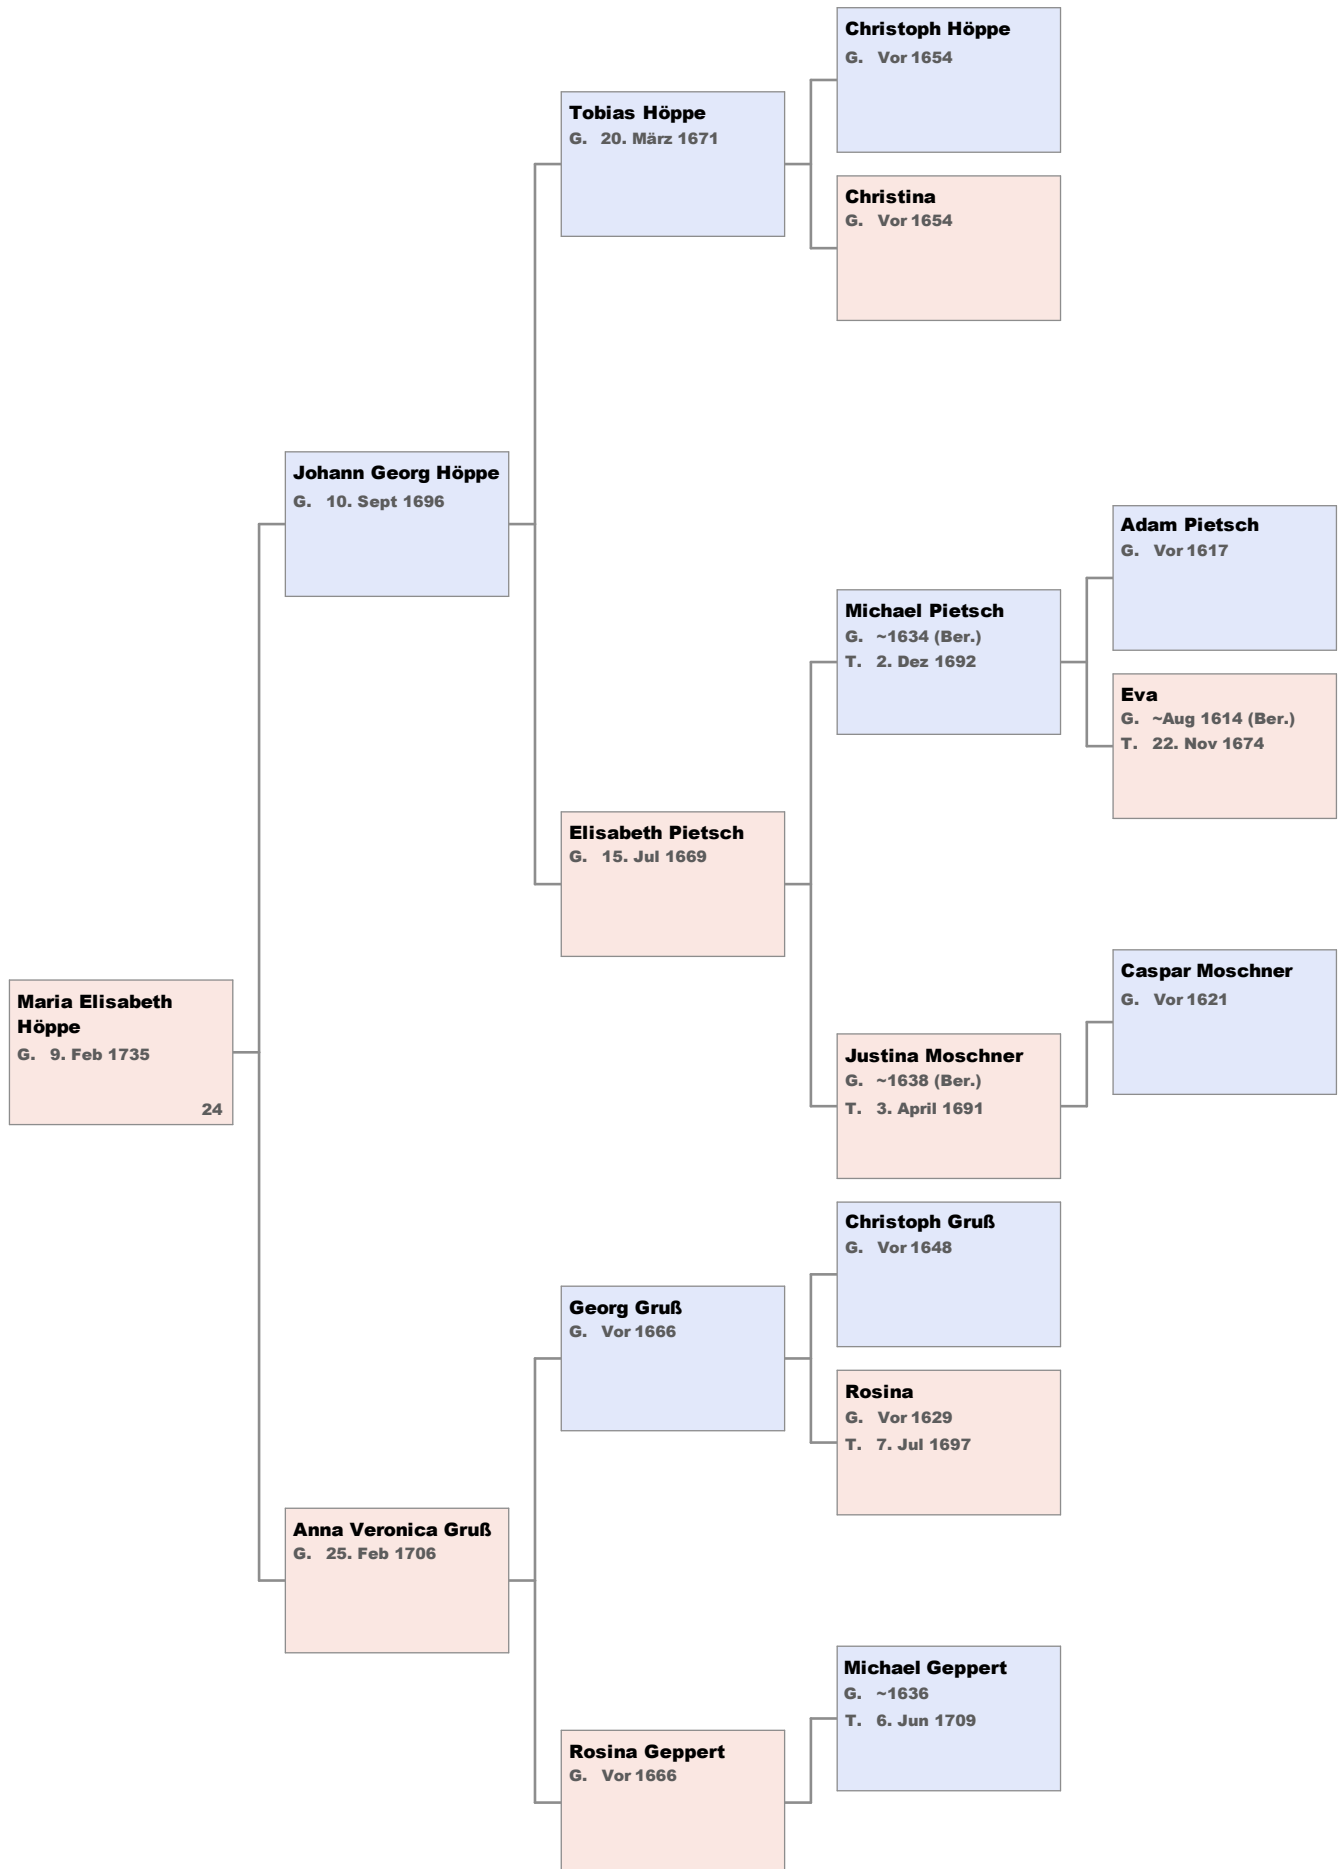 Christoph Höppe
G. Vor 1654
Tobias Höppe
G. 20. März 1671
Christina
G. Vor 1654
Johann Georg Höppe
G. 10. Sept 1696
Adam Pietsch
G. Vor 1617
Michael Pietsch
G. ~1634 (Ber.)
T. 2. Dez 1692
Eva
G. ~Aug 1614 (Ber.)
T. 22. Nov 1674
Elisabeth Pietsch
G. 15. Jul 1669
Caspar Moschner
G. Vor 1621
Maria Elisabeth
Höppe
G. 9. Feb 1735
24
Justina Moschner
G. ~1638 (Ber.)
T. 3. April 1691
Christoph Gruß
G. Vor 1648
Georg Gruß
G. Vor 1666
Rosina
G. Vor 1629
T. 7. Jul 1697
Anna Veronica Gruß
G. 25. Feb 1706
Michael Geppert
G. ~1636
T. 6. Jun 1709
Rosina Geppert
G. Vor 1666